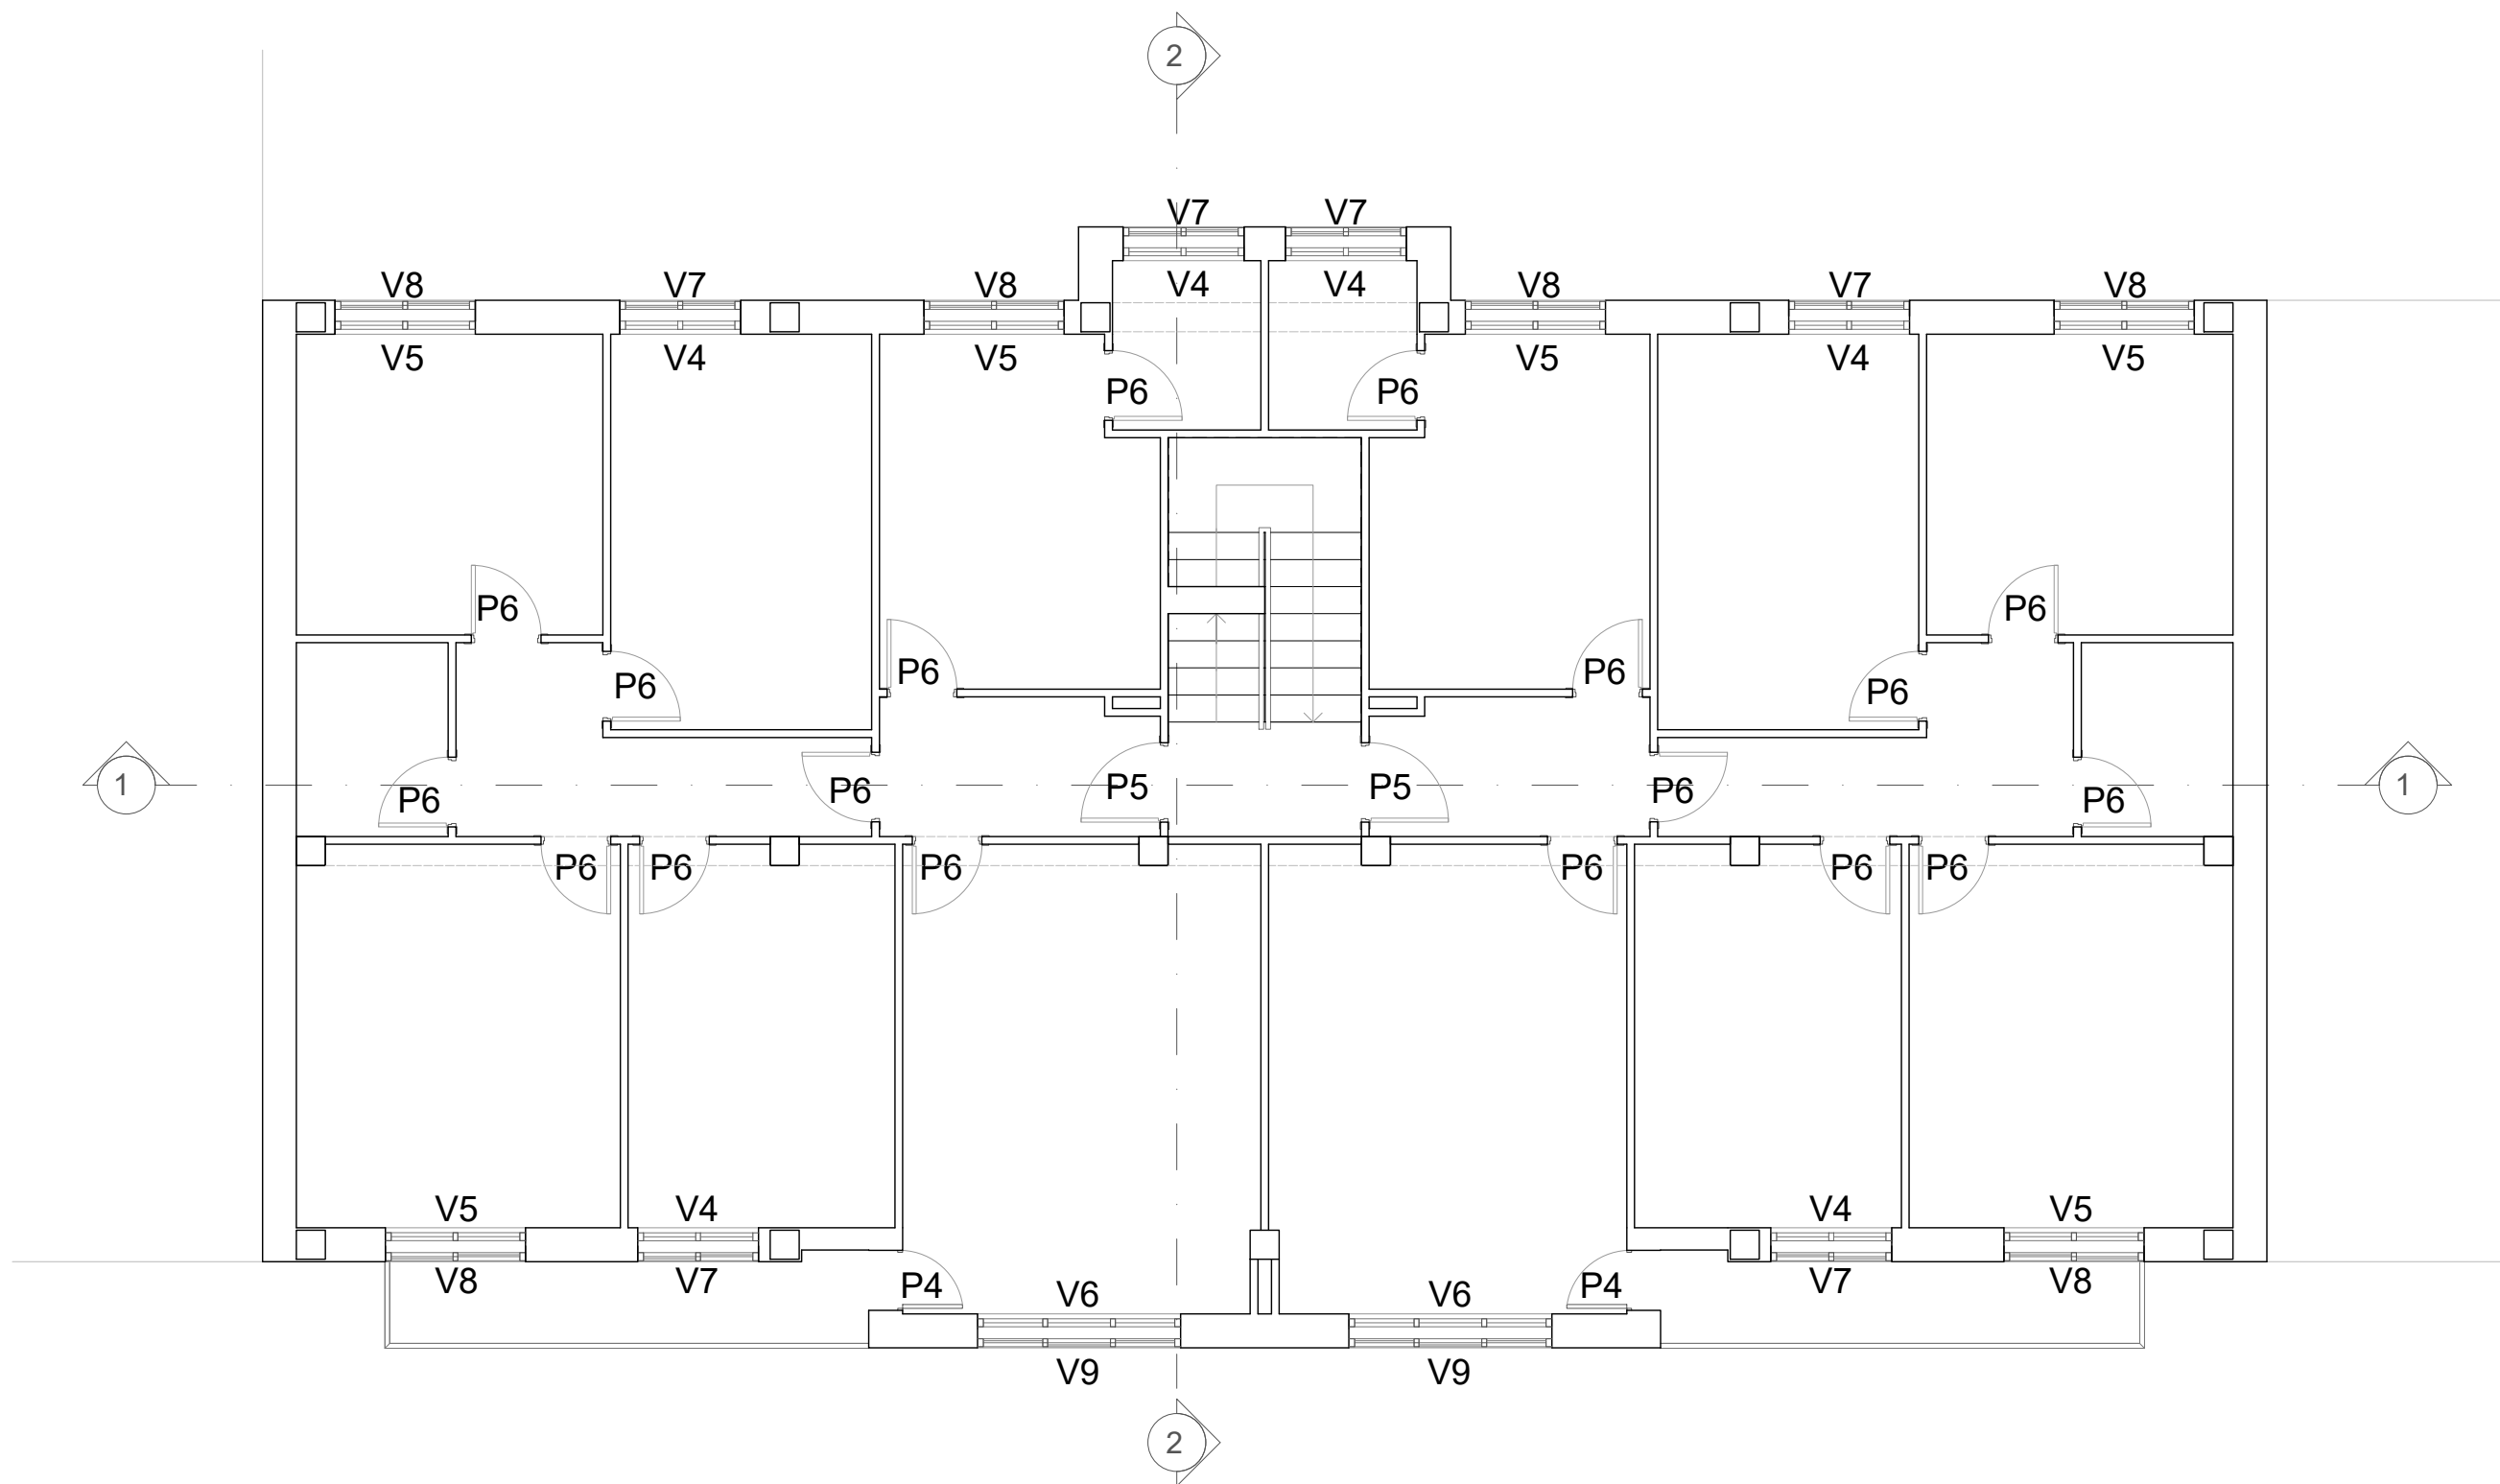 2
V7 V7
V8 V7 V8 V4 V4 V8 V7 V8
V5 V4 V5 V5 V4 V5
P6 P6
P6 P6
P6 P6 P6 P6
1 P6 P6 P5 P5 P6 P6 1
P6 P6 P6 P6 P6 P6
V5 V4 V4 V5
V8 V7 P4 V6 V6 P4 V7 V8
V9 V9
2